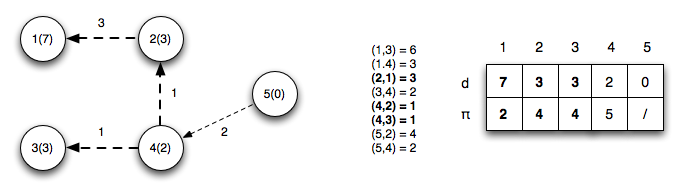 3
1(7)
2(3)
1
5(0)
2
1
3(3)
4(2)
(1,3) = 6
(1.4) = 3
(2,1) = 3
(3,4) = 2
(4,2) = 1
(4,3) = 1
(5,2) = 4
(5,4) = 2
1 2 3 4 5
d 7 3 3 2 0
π 2 4 4 5 /